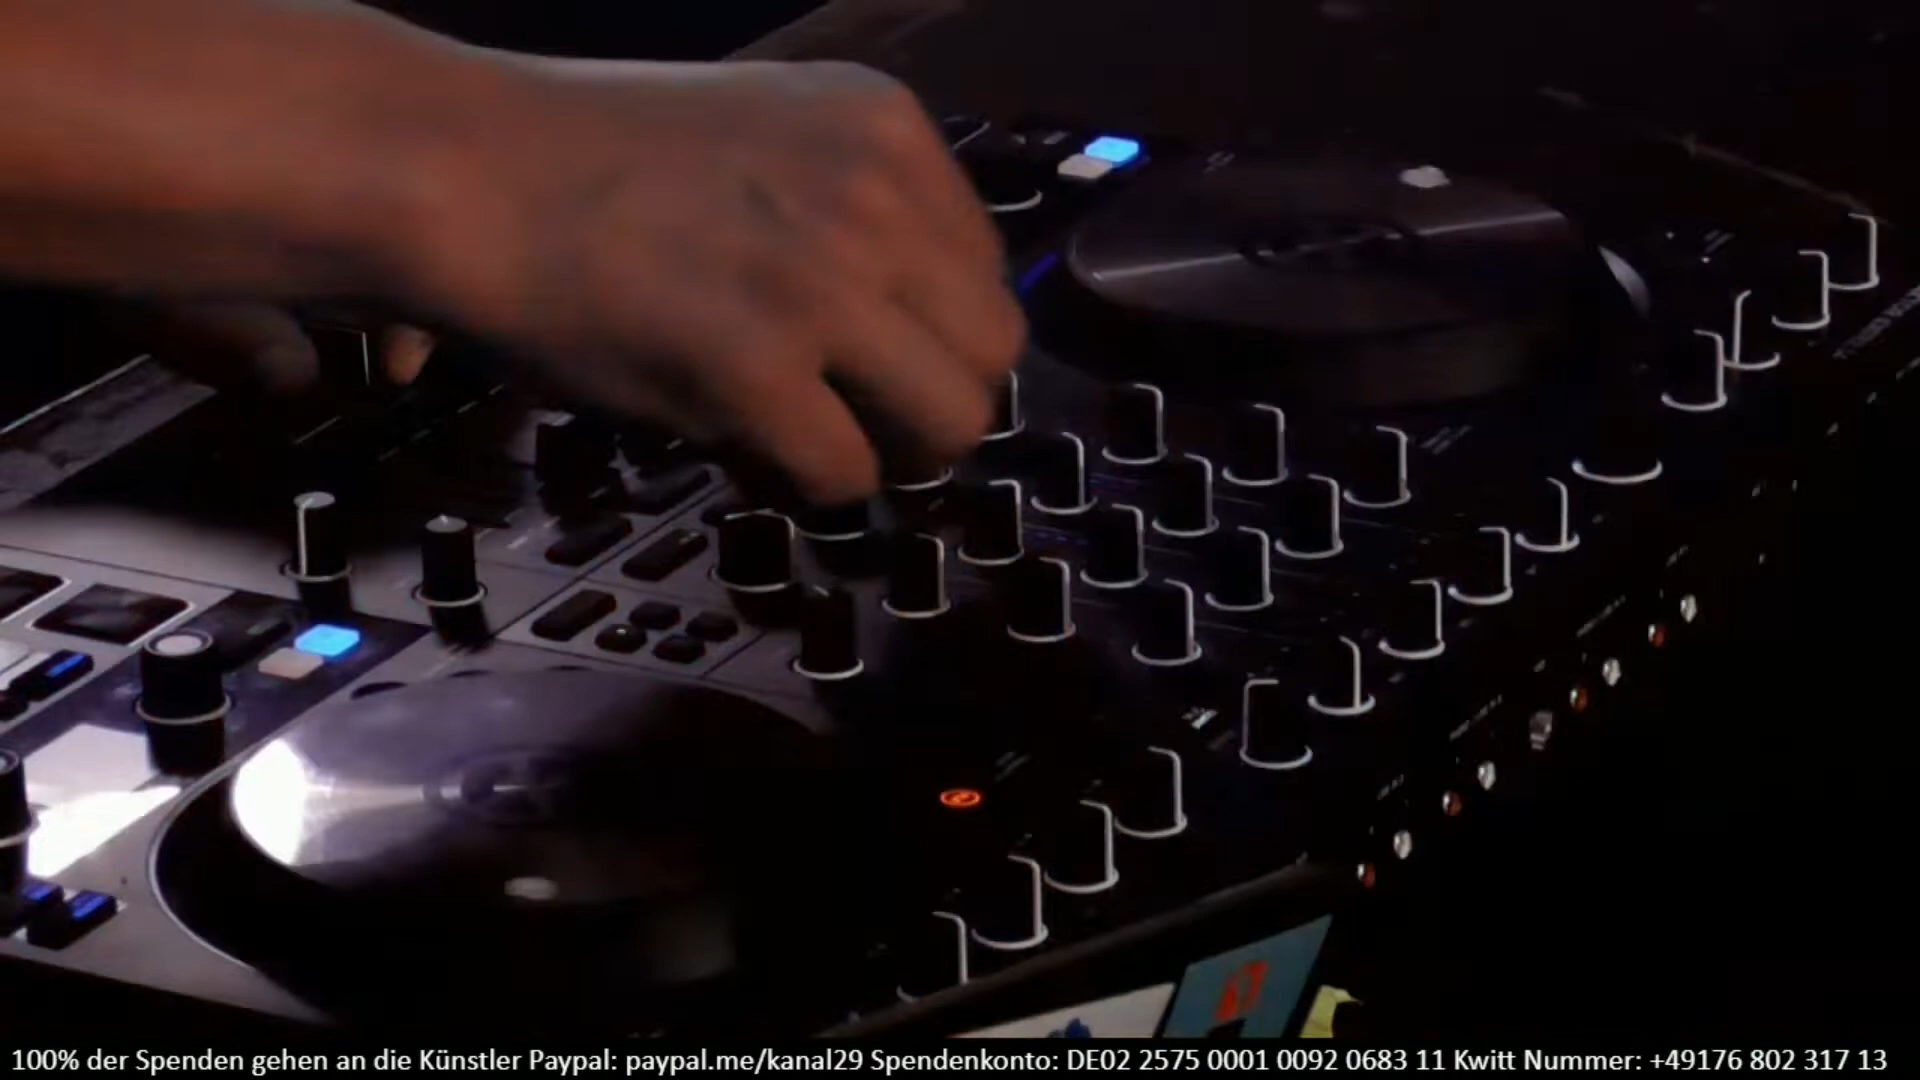 100% der Spenden gehen an die Künstler Paypal: paypal.me/kanal29 Spendenkonto: DE02 2575 0001 0092 0683 11 Kwitt Nummer: +49176 802 317 13